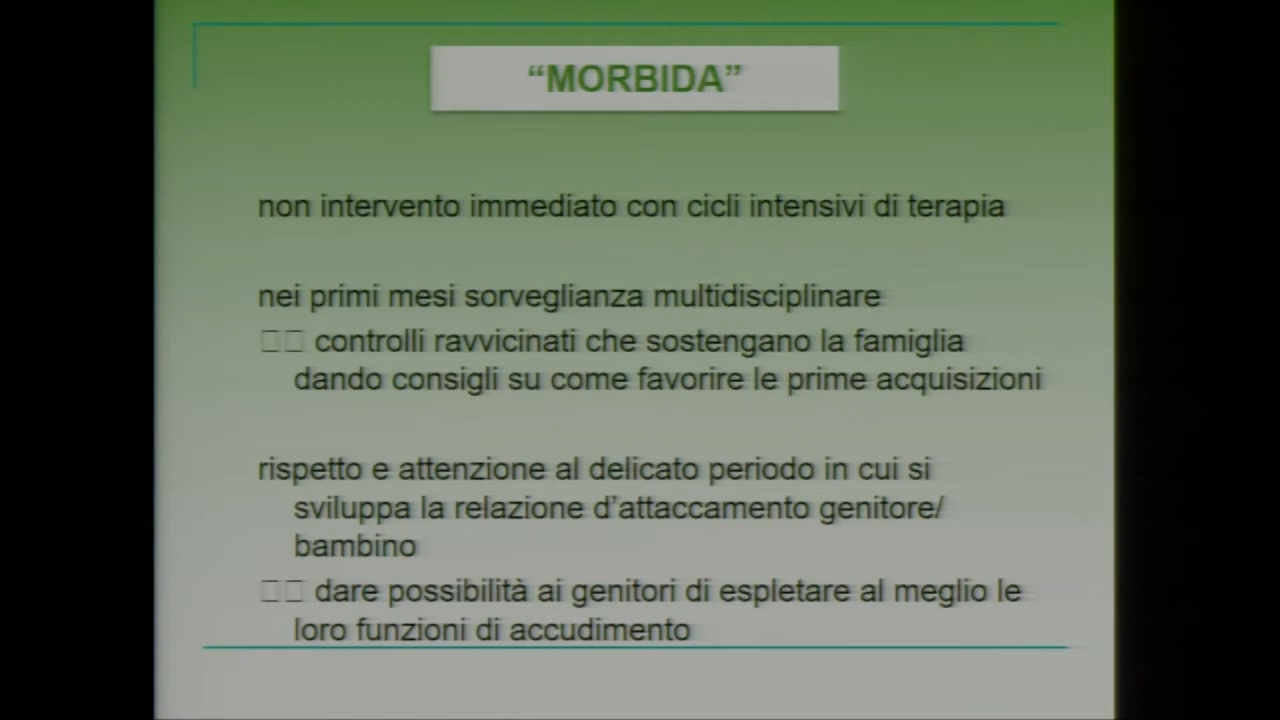 “MORBIDA”
non intervento immediato con cicli intensivi di terapia
nei primi mesi sorveglianza multidisciplinare
□□ controlli ravvicinati che sostengano la famiglia
dando consigli su come favorire le prime acquisizioni
rispetto e attenzione al delicato periodo in cui si
sviluppa la relazione d’attaccamento genitore/
bambino
□□ dare possibilità ai genitori di espletare al meglio le
loro funzioni di accudimento